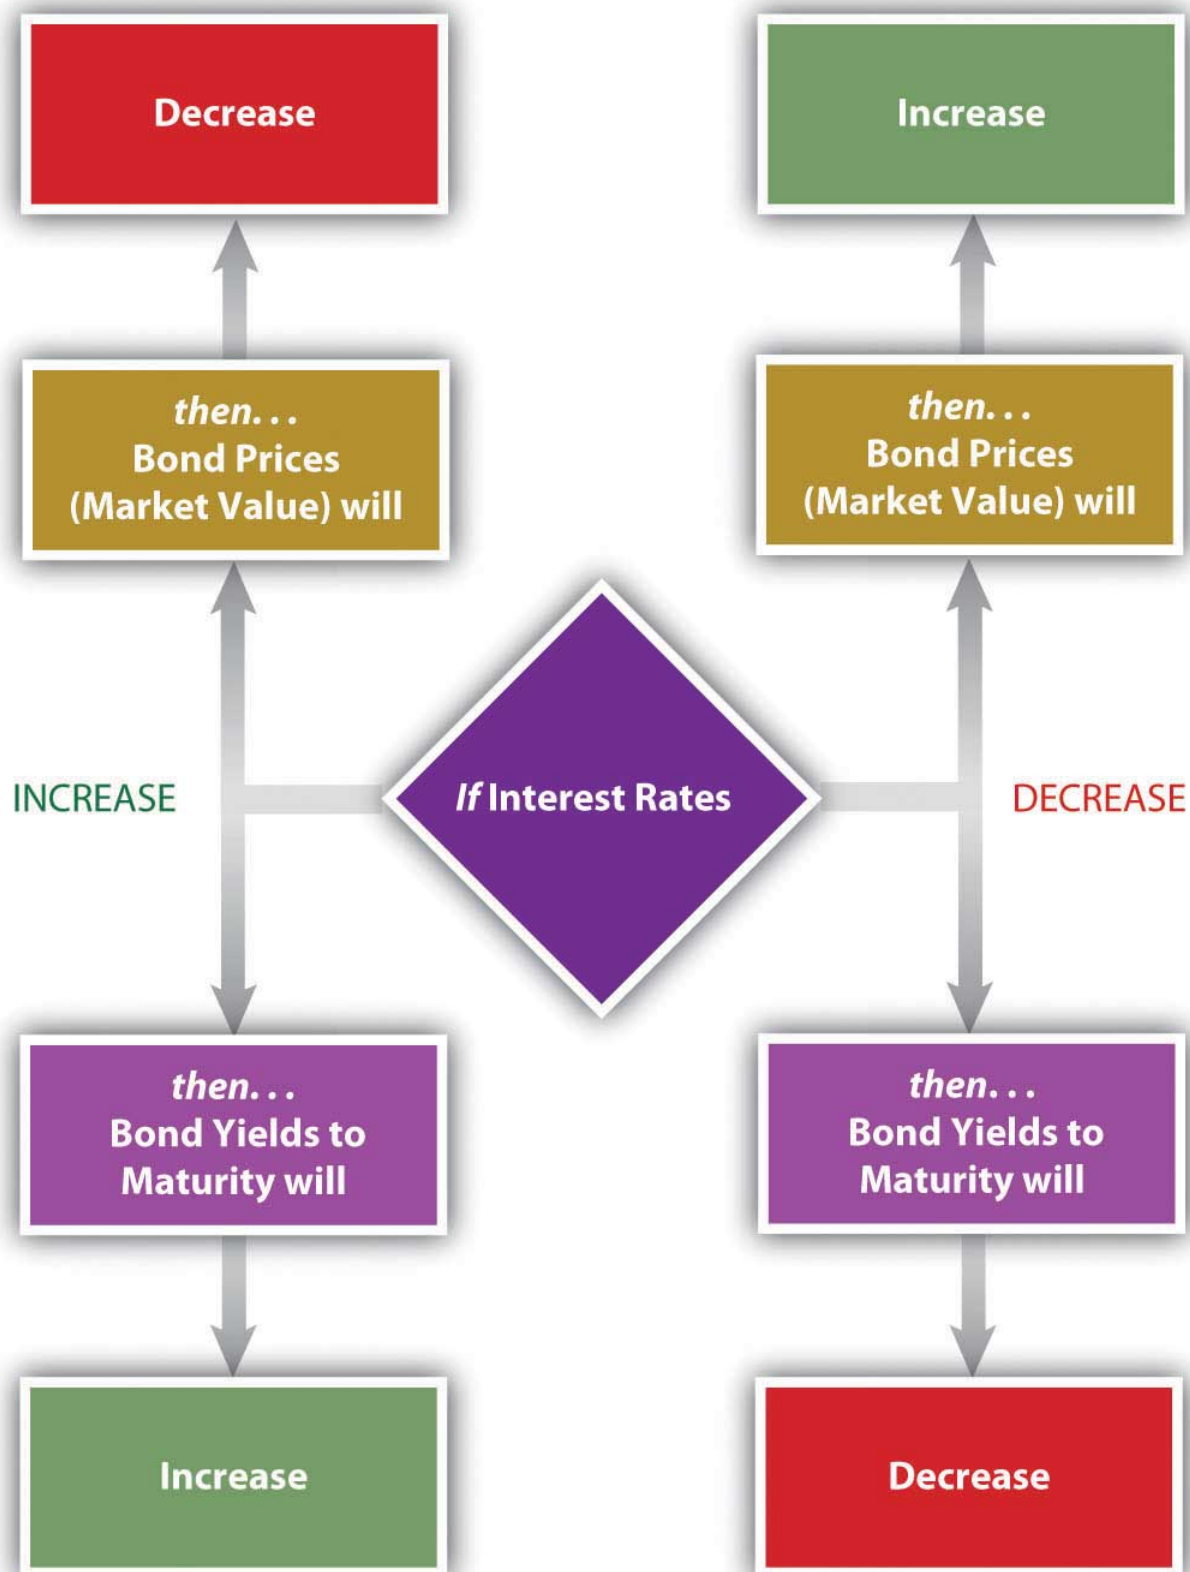 Decrease
Increase
then. . .
Bond Prices
(Market Value) will
then. . .
Bond Prices
(Market Value) will
INCREASE
If Interest Rates
DECREASE
then. . .
Bond Yields to
Maturity will
then. . .
Bond Yields to
Maturity will
Increase
Decrease